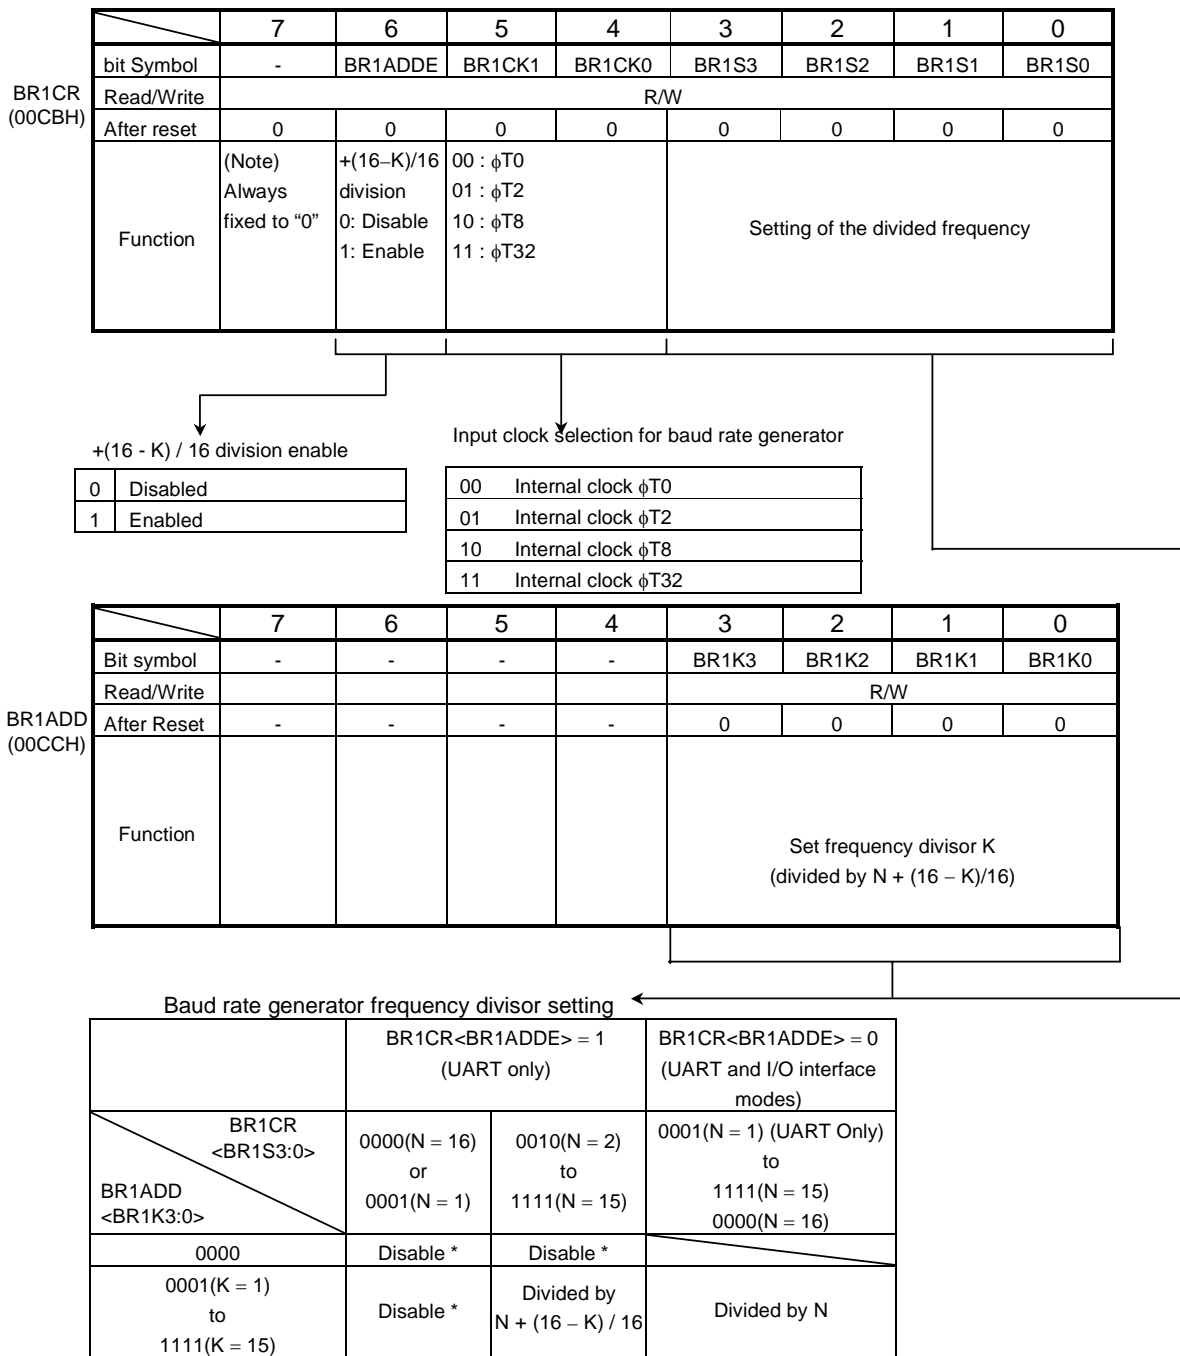 7 6 5 4 3 2 1 0
bit Symbol - BR1ADDE BR1CK1 BR1CK0 BR1S3 BR1S2 BR1S1 BR1S0
BR1CR
(00CBH)
Read/Write R/W
After reset 0 0 0 0 0 0 0 0
Function
(Note)
Always
fixed to “0”
+(16–K)/16
division
0: Disable
1: Enable
00 : ϕT0
01 : ϕT2
10 : ϕT8
11 : ϕT32
Setting of the divided frequency
+(16 - K) / 16 division enable
0 Disabled
1 Enabled
Input clock selection for baud rate generator
00 Internal clock ϕT0
01 Internal clock ϕT2
10 Internal clock ϕT8
11 Internal clock ϕT32
7 6 5 4 3 2 1 0
Bit symbol - - - - BR1K3 BR1K2 BR1K1 BR1K0
Read/Write R/W
BR1ADD
(00CCH)
After Reset - - - - 0 0 0 0
Function
Set frequency divisor K
(divided by N + (16 – K)/16)
Baud rate generator frequency divisor setting
BR1CR<BR1ADDE> = 1
(UART only)
BR1CR<BR1ADDE> = 0
(UART and I/O interface
modes)
BR1CR
<BR1S3:0>
BR1ADD
<BR1K3:0>
0000(N = 16)
or
0001(N = 1)
0010(N = 2)
to
1111(N = 15)
0001(N = 1) (UART Only)
to
1111(N = 15)
0000(N = 16)
0000 Disable * Disable *
0001(K = 1)
to
1111(K = 15)
Disable *
Divided by
N + (16 – K) / 16
Divided by N